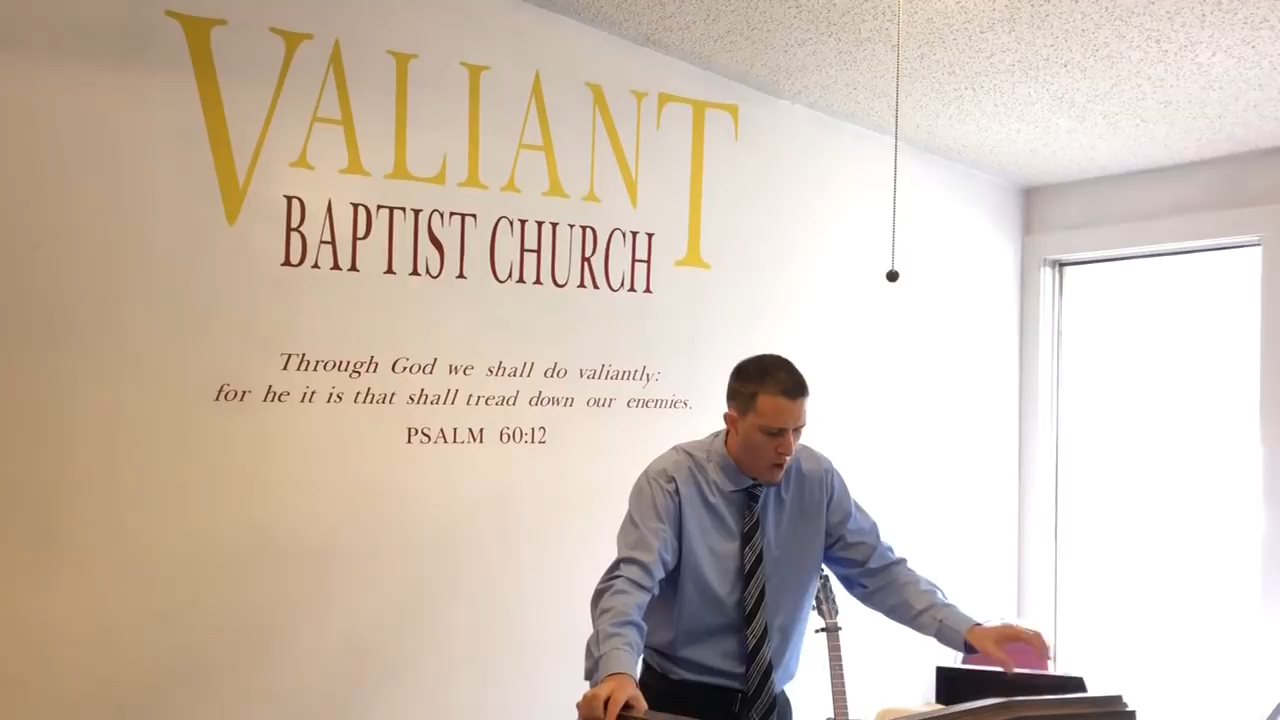 VALIANT
BAPTIST CHURCH
Through God we shall do valiantly:
for he it is that shall tread down our enemies.
PSALM 60:12